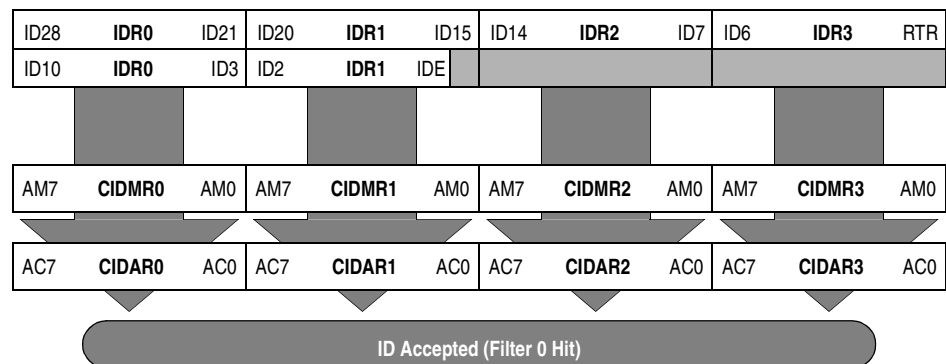 ID28 IDR0 ID21 ID20 IDR1 ID15 ID14 IDR2 ID7 ID6 IDR3 RTR
ID10 IDR0 ID3 ID2 IDR1 IDE
AM7 CIDMR0 AM0 AM7 CIDMR1 AM0 AM7 CIDMR2 AM0 AM7 CIDMR3 AM0
AC7 CIDAR0 AC0 AC7 CIDAR1 AC0 AC7 CIDAR2 AC0 AC7 CIDAR3 AC0
ID Accepted (Filter 0 Hit)